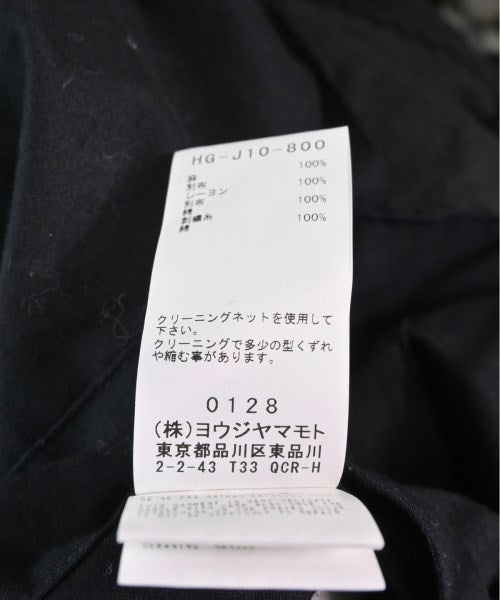 HG-J10-800
麻 100%
別布
レーヨン 100%
別布
綿 100%
刺繍糸
綿 100%
クリーニングネットを使用して
下さい。
クリーニングで多少の型くずれ
や縮む事があります。
0128
(株)ヨウジヤマモト
東京都品川区東品川
2-2-43 T33 QCR-H